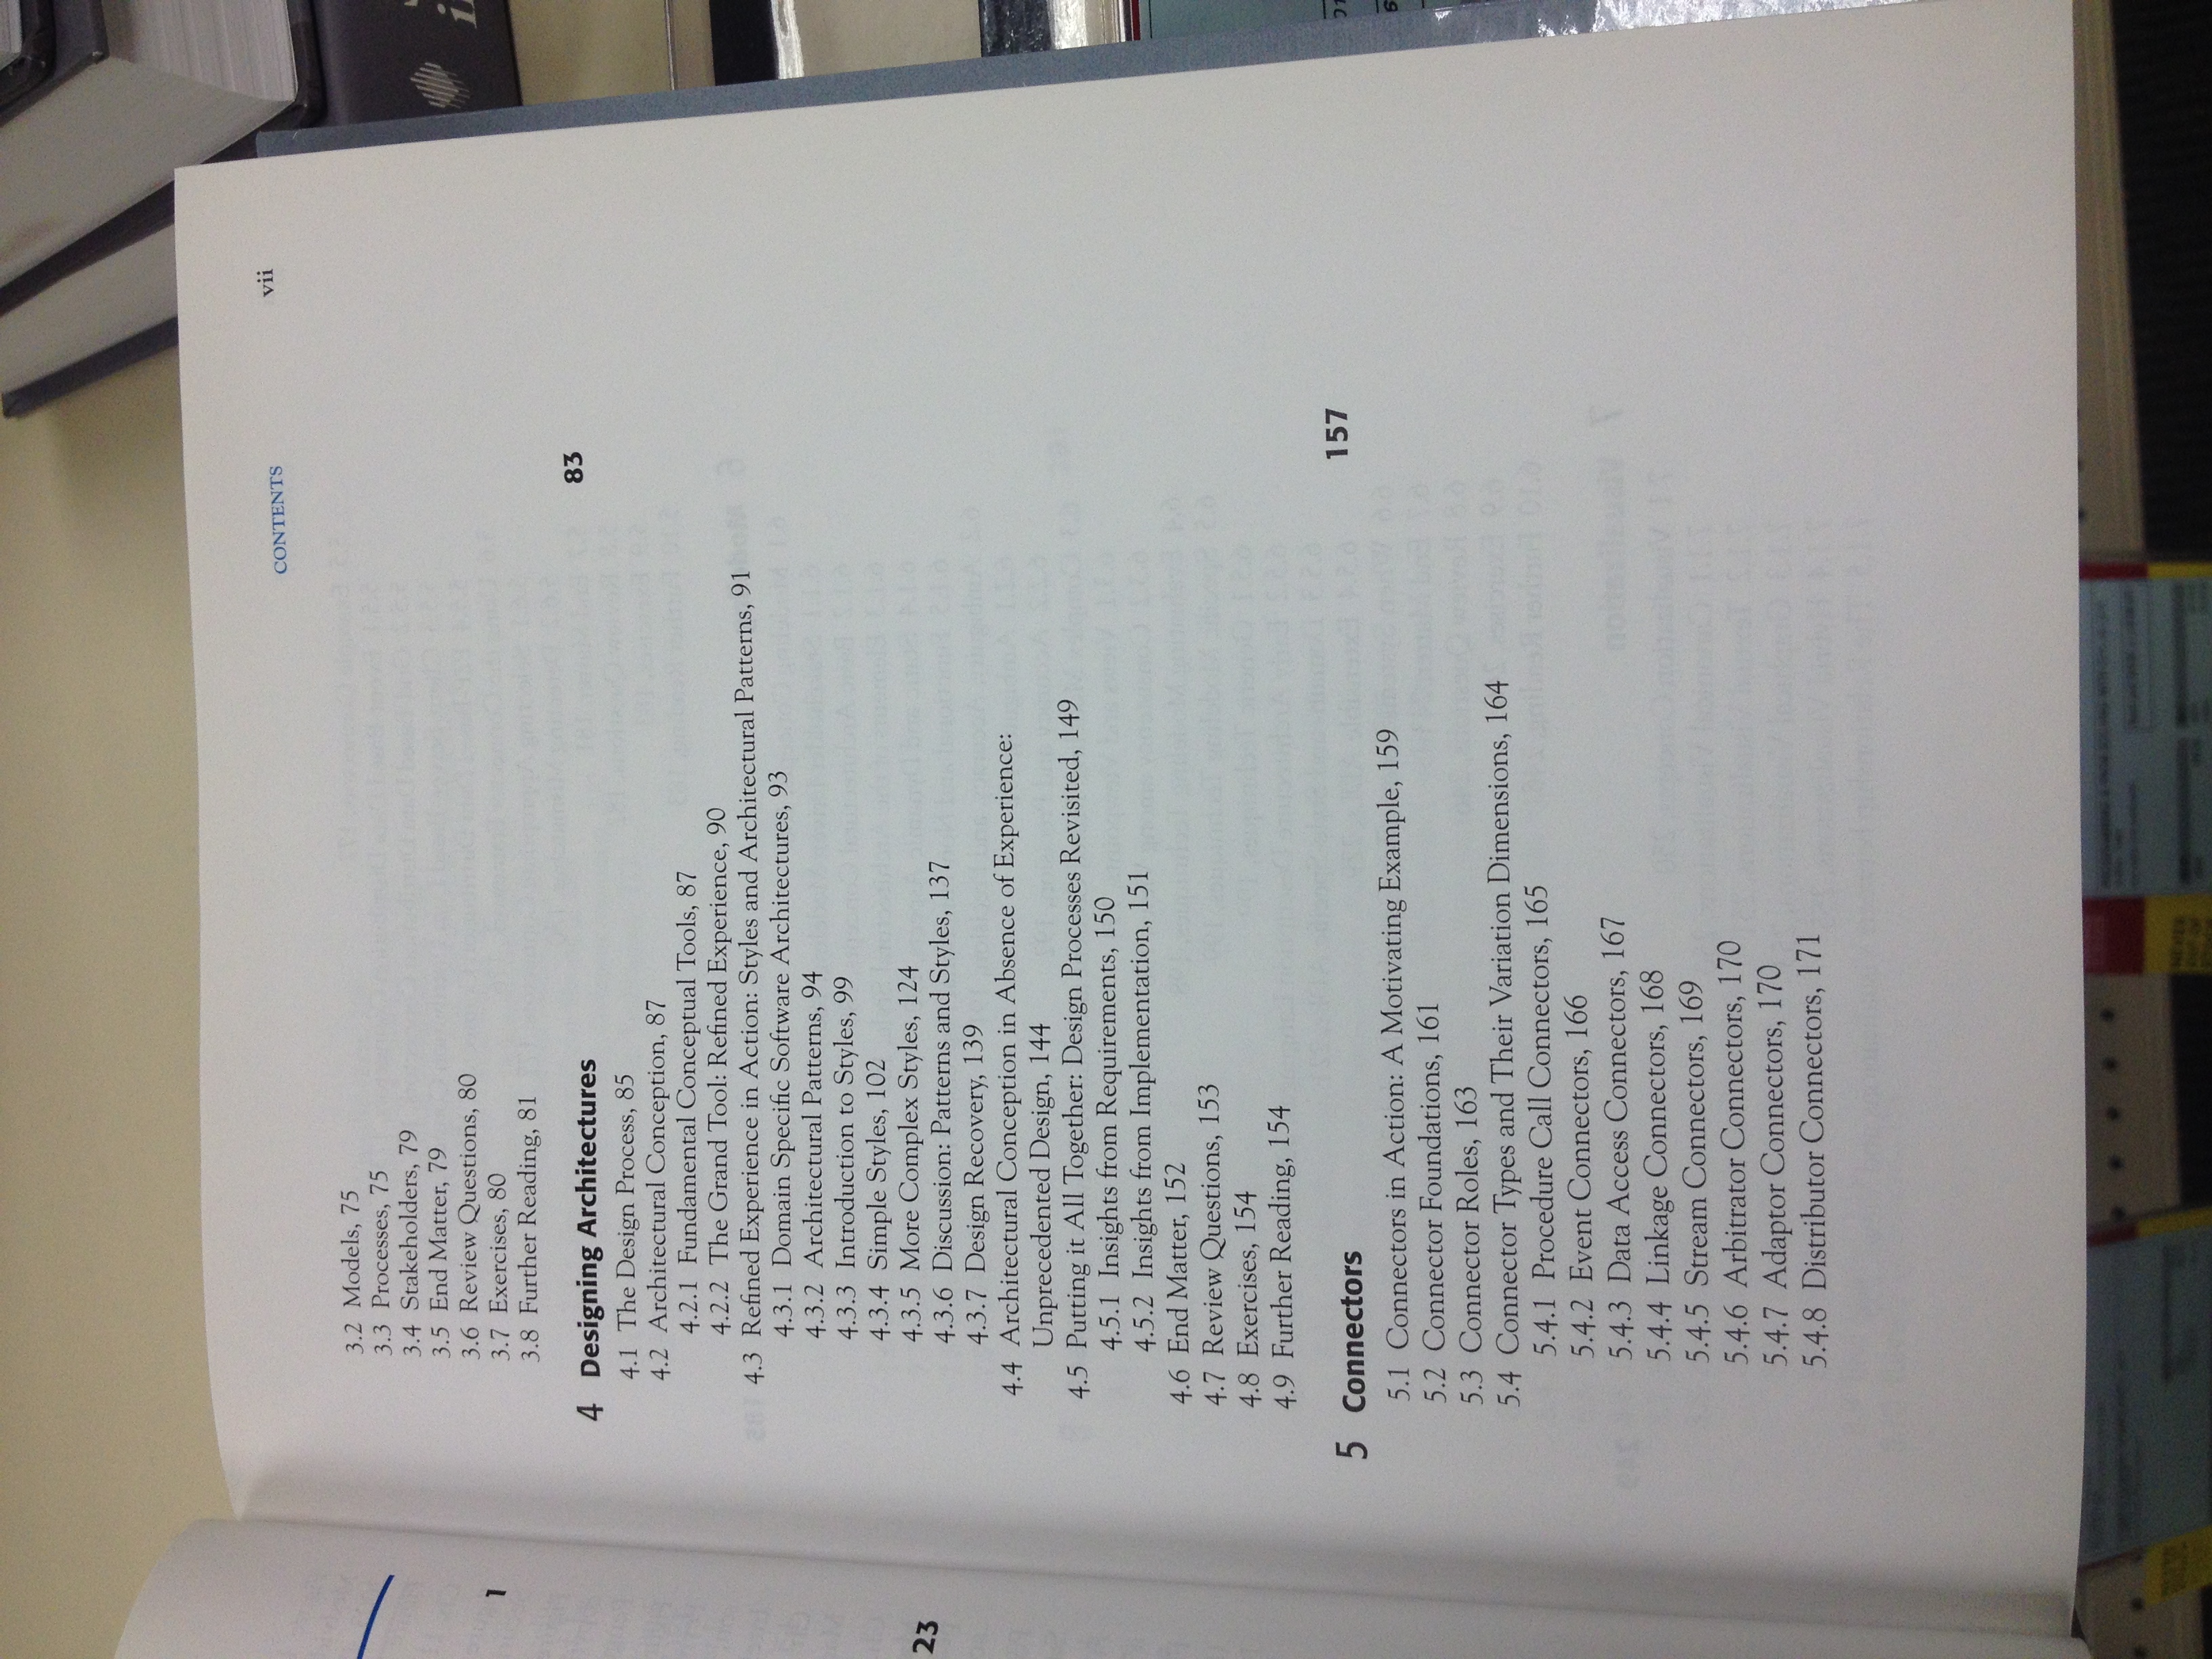 CONTENTS vii
3.2 Models, 75
3.3 Processes, 75
3.4 Stakeholders, 79
3.5 End Matter, 79
3.6 Review Questions, 80
3.7 Exercises, 80
3.8 Further Reading, 81
4 Designing Architectures 83
4.1 The Design Process, 85
4.2 Architectural Conception, 87
4.2.1 Fundamental Conceptual Tools, 87
4.2.2 The Grand Tool: Refined Experience, 90
4.3 Refined Experience in Action: Styles and Architectural Patterns, 91
4.3.1 Domain Specific Software Architectures, 93
4.3.2 Architectural Patterns, 94
4.3.3 Introduction to Styles, 99
4.3.4 Simple Styles, 102
4.3.5 More Complex Styles, 124
4.3.6 Discussion: Patterns and Styles, 137
4.3.7 Design Recovery, 139
4.4 Architectural Conception in Absence of Experience:
Unprecedented Design, 144
4.5 Putting it All Together: Design Processes Revisited, 149
4.5.1 Insights from Requirements, 150
4.5.2 Insights from Implementation, 151
4.6 End Matter, 152
4.7 Review Questions, 153
4.8 Exercises, 154
4.9 Further Reading, 154
5 Connectors 157
5.1 Connectors in Action: A Motivating Example, 159
5.2 Connector Foundations, 161
5.3 Connector Roles, 163
5.4 Connector Types and Their Variation Dimensions, 164
5.4.1 Procedure Call Connectors, 165
5.4.2 Event Connectors, 166
5.4.3 Data Access Connectors, 167
5.4.4 Linkage Connectors, 168
5.4.5 Stream Connectors, 169
5.4.6 Arbitrator Connectors, 170
5.4.7 Adaptor Connectors, 170
5.4.8 Distributor Connectors, 171
1
23